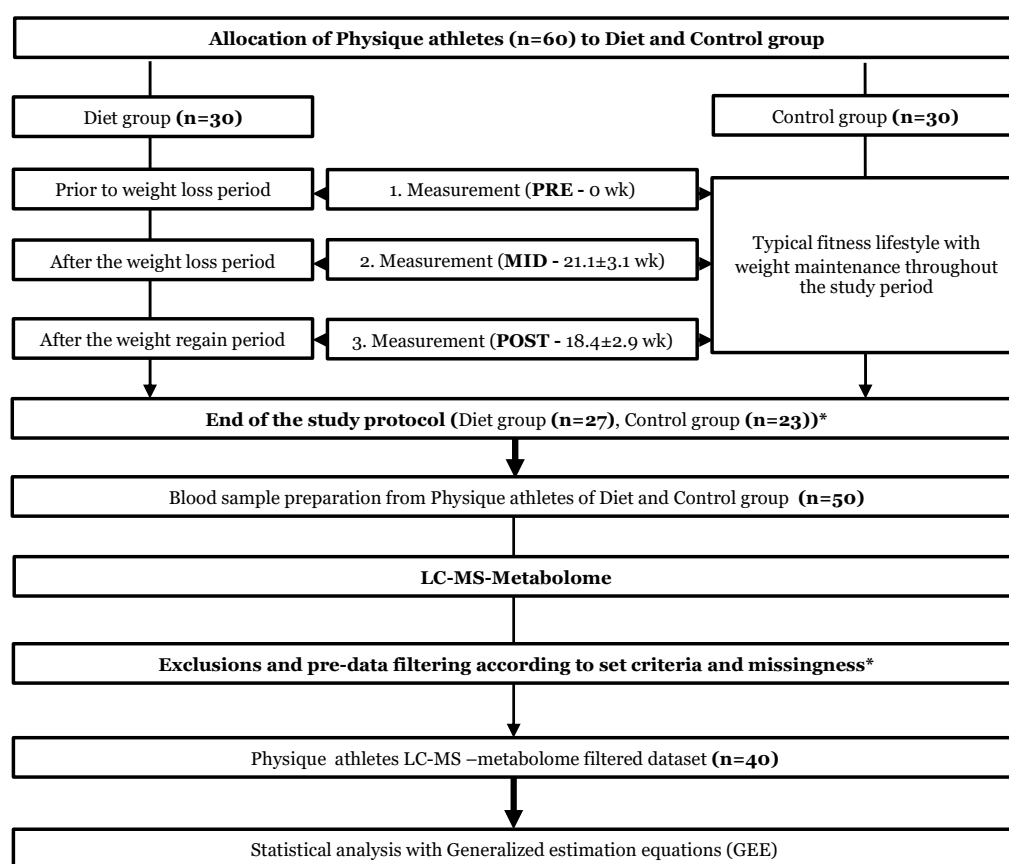 Allocation of Physique athletes (n=60) to Diet and Control group
Diet group (n=30)
Control group (n=30)
Prior to weight loss period
1. Measurement (PRE - 0 wk)
After the weight loss period
2. Measurement (MID - 21.1±3.1 wk)
Typical fitness lifestyle with
weight maintenance throughout
the study period
After the weight regain period
3. Measurement (POST - 18.4±2.9 wk)
End of the study protocol (Diet group (n=27), Control group (n=23))*
Blood sample preparation from Physique athletes of Diet and Control group (n=50)
LC-MS-Metabolome
Exclusions and pre-data filtering according to set criteria and missingness*
Physique athletes LC-MS –metabolome filtered dataset (n=40)
Statistical analysis with Generalized estimation equations (GEE)